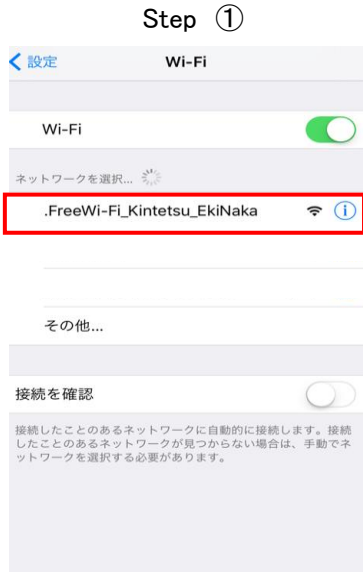 Step ①
設定 Wi-Fi
Wi-Fi
ネットワークを選択...
.FreeWi-Fi_Kintetsu_EkiNaka
その他...
接続を確認
接続したことのあるネットワークに自動的に接続します。接続
したことのあるネットワークが見つからない場合は、手動でネ
ットワークを選択する必要があります。